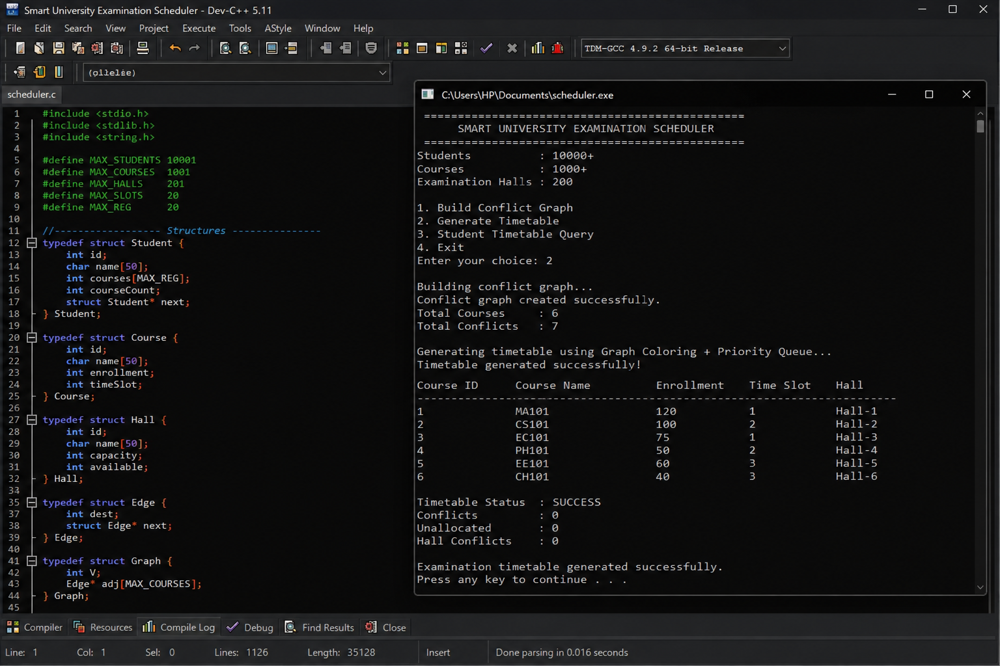 Smart University Examination Scheduler - Dev-C++ 5.11
File Edit Search View Project Execute Tools AStyle Window Help
TDM-GCC 4.9.2 64-bit Release
scheduler.c
1 #include <stdio.h>
2 #include <stdlib.h>
3 #include <string.h>
4
5 #define MAX_STUDENTS 10001
6 #define MAX_COURSES 1001
7 #define MAX_HALLS 201
8 #define MAX_SLOTS 20
9 #define MAX_REG 20
10
11 //------------------ Structures ---------------
12 typedef struct Student {
13 int id;
14 char name[50];
15 int courses[MAX_REG];
16 int courseCount;
17 struct Student* next;
18 } Student;
19
20 typedef struct Course {
21 int id;
22 char name[50];
23 int enrollment;
24 int timeSlot;
25 } Course;
26
27 typedef struct Hall {
28 int id;
29 char name[50];
30 int capacity;
31 int available;
32 } Hall;
33
35 typedef struct Edge {
37 int dest;
38 struct Edge* next;
39 } Edge;
40
41 typedef struct Graph {
42 int V;
43 Edge* adj[MAX_COURSES];
44 } Graph;
45
C:\Users\HP\Documents\scheduler.exe
===============================================
SMART UNIVERSITY EXAMINATION SCHEDULER
===============================================
Students : 10000+
Courses : 1000+
Examination Halls : 200
1. Build Conflict Graph
2. Generate Timetable
3. Student Timetable Query
4. Exit
Enter your choice: 2
Building conflict graph...
Conflict graph created successfully.
Total Courses : 6
Total Conflicts : 7
Generating timetable using Graph Coloring + Priority Queue...
Timetable generated successfully!
Course ID Course Name Enrollment Time Slot Hall
-----------------------------------------------------------------------
1 MA101 120 1 Hall-1
2 CS101 100 2 Hall-2
3 EC101 75 1 Hall-3
4 PH101 50 2 Hall-4
5 EE101 60 3 Hall-5
6 CH101 40 3 Hall-6
Timetable Status : SUCCESS
Conflicts : 0
Unallocated : 0
Hall Conflicts : 0
Examination timetable generated successfully.
Press any key to continue . . .
Compiler Resources Compile Log Debug Find Results Close
Line: 1 Col: 1 Sel: 0 Lines: 1126 Length: 35128 Insert Done parsing in 0.016 seconds